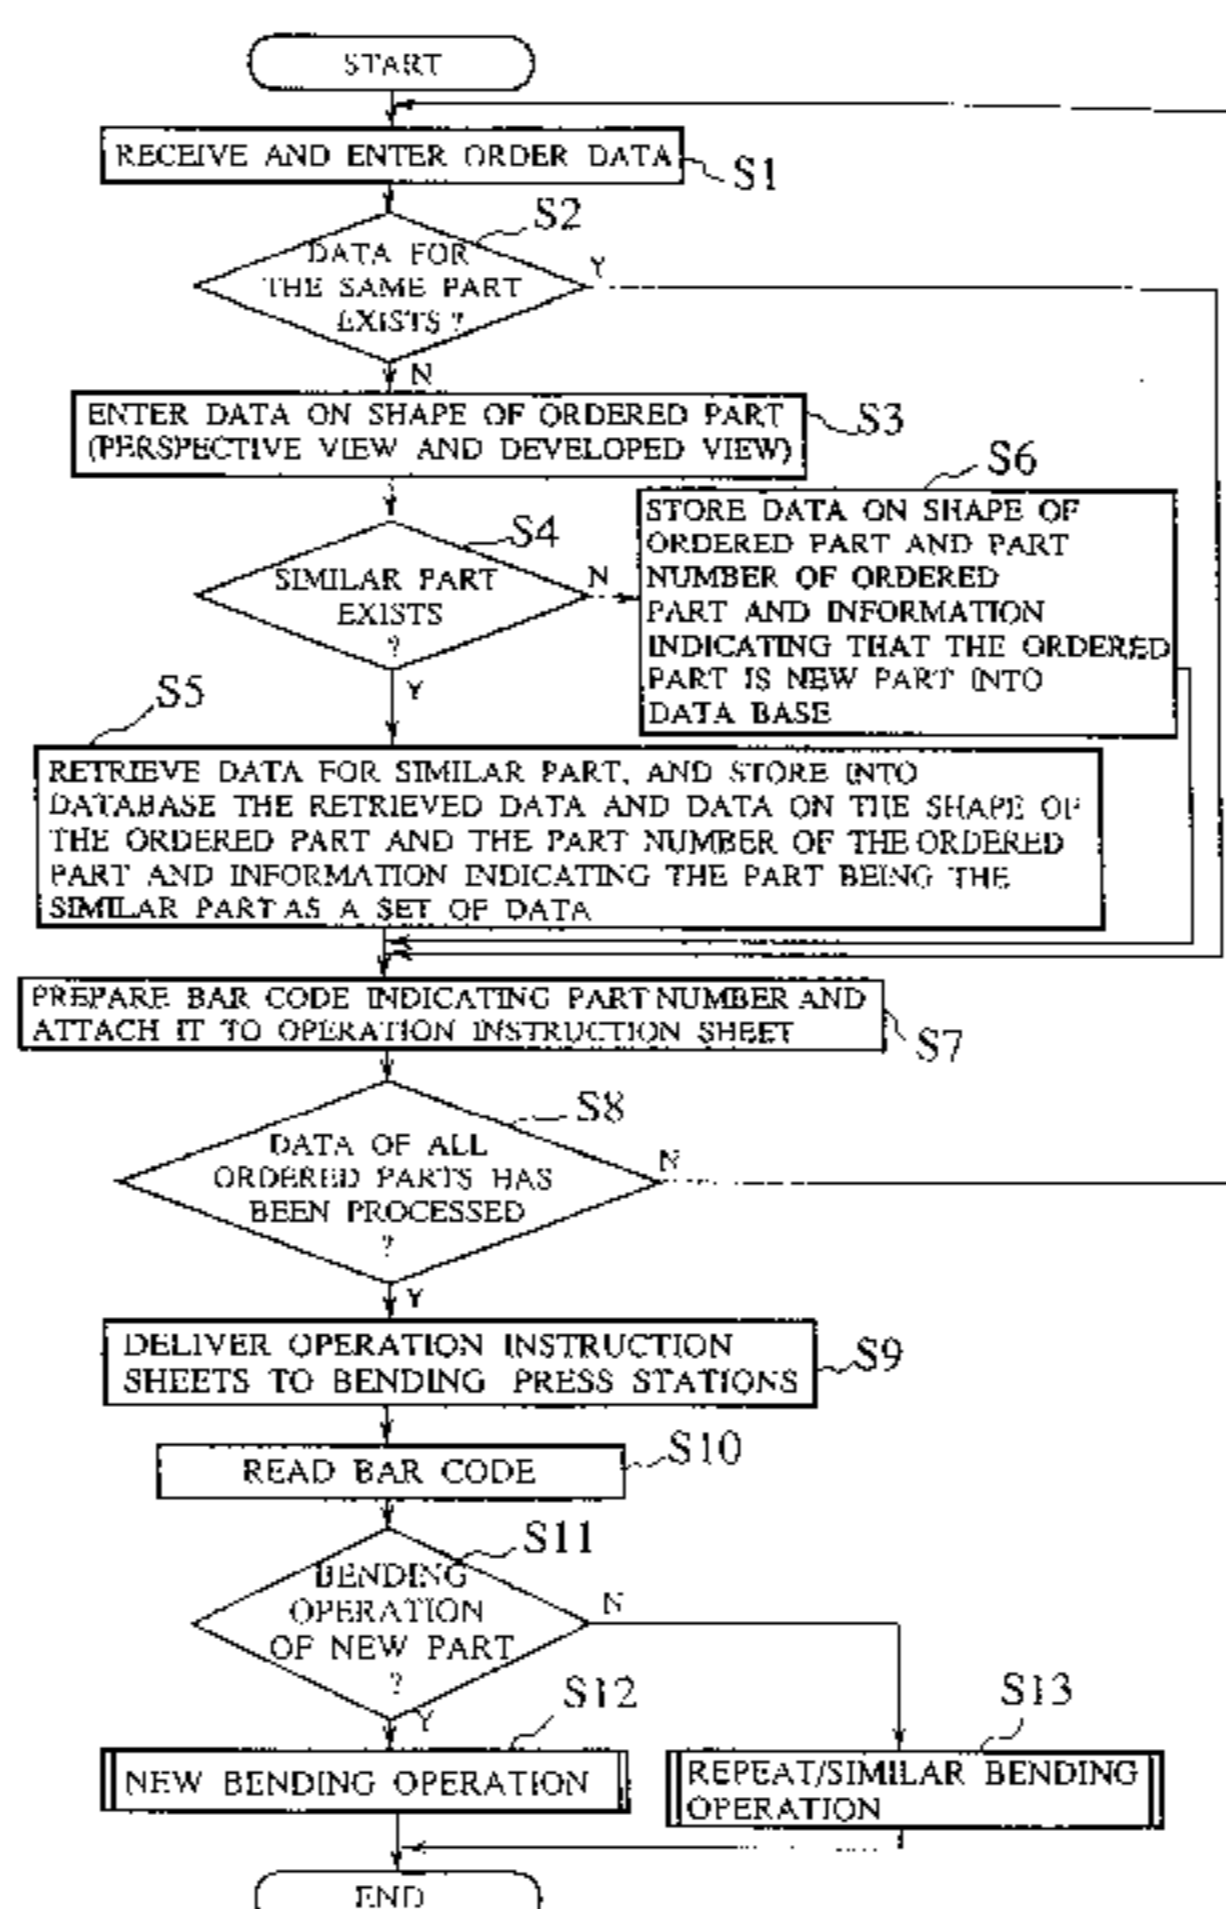 START
RECEIVE AND ENTER ORDER DATA
S1
S2
DATA FOR
THE SAME PART
EXISTS?
Y
N
ENTER DATA ON SHAPE OF ORDERED PART
(PERSPECTIVE VIEW AND DEVELOPED VIEW)
S3
S4
SIMILAR PART
EXISTS
?
N
Y
S6
STORE DATA ON SHAPE OF
ORDERED PART AND PART
NUMBER OF ORDERED
PART AND INFORMATION
INDICATING THAT THE ORDERED
PART IS NEW PART INTO
DATA BASE
S5
RETRIEVE DATA FOR SIMILAR PART, AND STORE INTO
DATABASE THE RETRIEVED DATA AND DATA ON THE SHAPE OF
THE ORDERED PART AND THE PART NUMBER OF THE ORDERED
PART AND INFORMATION INDICATING THE PART BEING THE
SIMILAR PART AS A SET OF DATA
PREPARE BAR CODE INDICATING PART NUMBER AND
ATTACH IT TO OPERATION INSTRUCTION SHEET
S7
S8
DATA OF ALL
ORDERED PARTS HAS
BEEN PROCESSED
?
N
Y
DELIVER OPERATION INSTRUCTION
SHEETS TO BENDING PRESS STATIONS
S9
READ BAR CODE
S10
S11
BENDING
OPERATION
OF NEW PART
?
N
Y
S12
NEW BENDING OPERATION
S13
REPEAT/SIMILAR BENDING
OPERATION
END